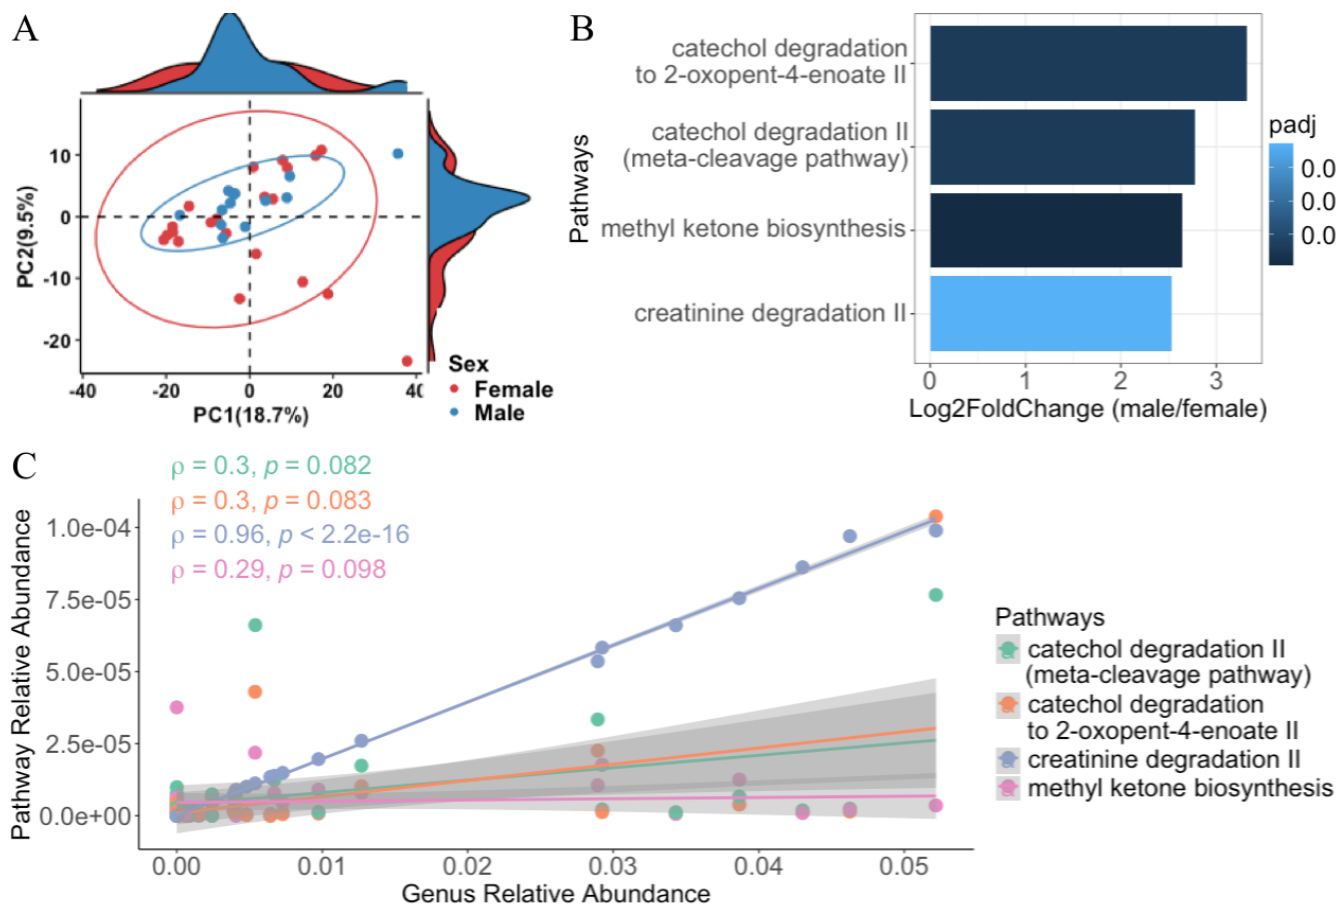 A
10
0
-10
-20
PC2(9.5%)
-40
-20
0
20
40
PC1(18.7%)
Sex
Female
Male
B
Pathways
catechol degradation
to 2-oxopent-4-enoate II
catechol degradation II
(meta-cleavage pathway)
methyl ketone biosynthesis
creatinine degradation II
0
1
2
3
Log2FoldChange (male/female)
padj
0.0
0.0
0.0
C
ρ = 0.3, p = 0.082
ρ = 0.3, p = 0.083
ρ = 0.96, p < 2.2e-16
ρ = 0.29, p = 0.098
Pathway Relative Abundance
1.0e-04
7.5e-05
5.0e-05
2.5e-05
0.0e+00
0.00
0.01
0.02
0.03
0.04
0.05
Genus Relative Abundance
Pathways
catechol degradation II
(meta-cleavage pathway)
catechol degradation
to 2-oxopent-4-enoate II
creatinine degradation II
methyl ketone biosynthesis